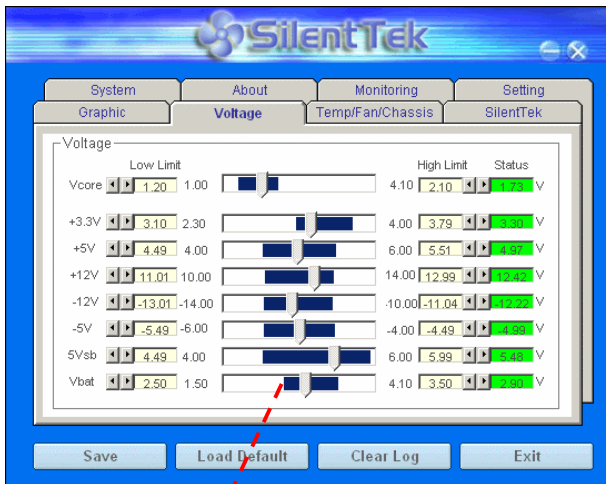 SilentTek
System About Monitoring Setting
Graphic Voltage Temp/Fan/Chassis SilentTek
Voltage
Low Limit High Limit Status
Vcore 1.20 1.00 4.10 2.10 1.73 V
+3.3V 3.10 2.30 4.00 3.79 3.30 V
+5V 4.49 4.00 6.00 5.51 4.97 V
+12V 11.01 10.00 14.00 12.99 12.42 V
-12V -13.01 -14.00 -10.00 -11.04 -12.22 V
-5V -5.49 -6.00 -4.00 -4.49 -4.99 V
5Vsb 4.49 4.00 6.00 5.99 5.48 V
Vbat 2.50 1.50 4.10 3.50 2.90 V
Save Load Default Clear Log Exit